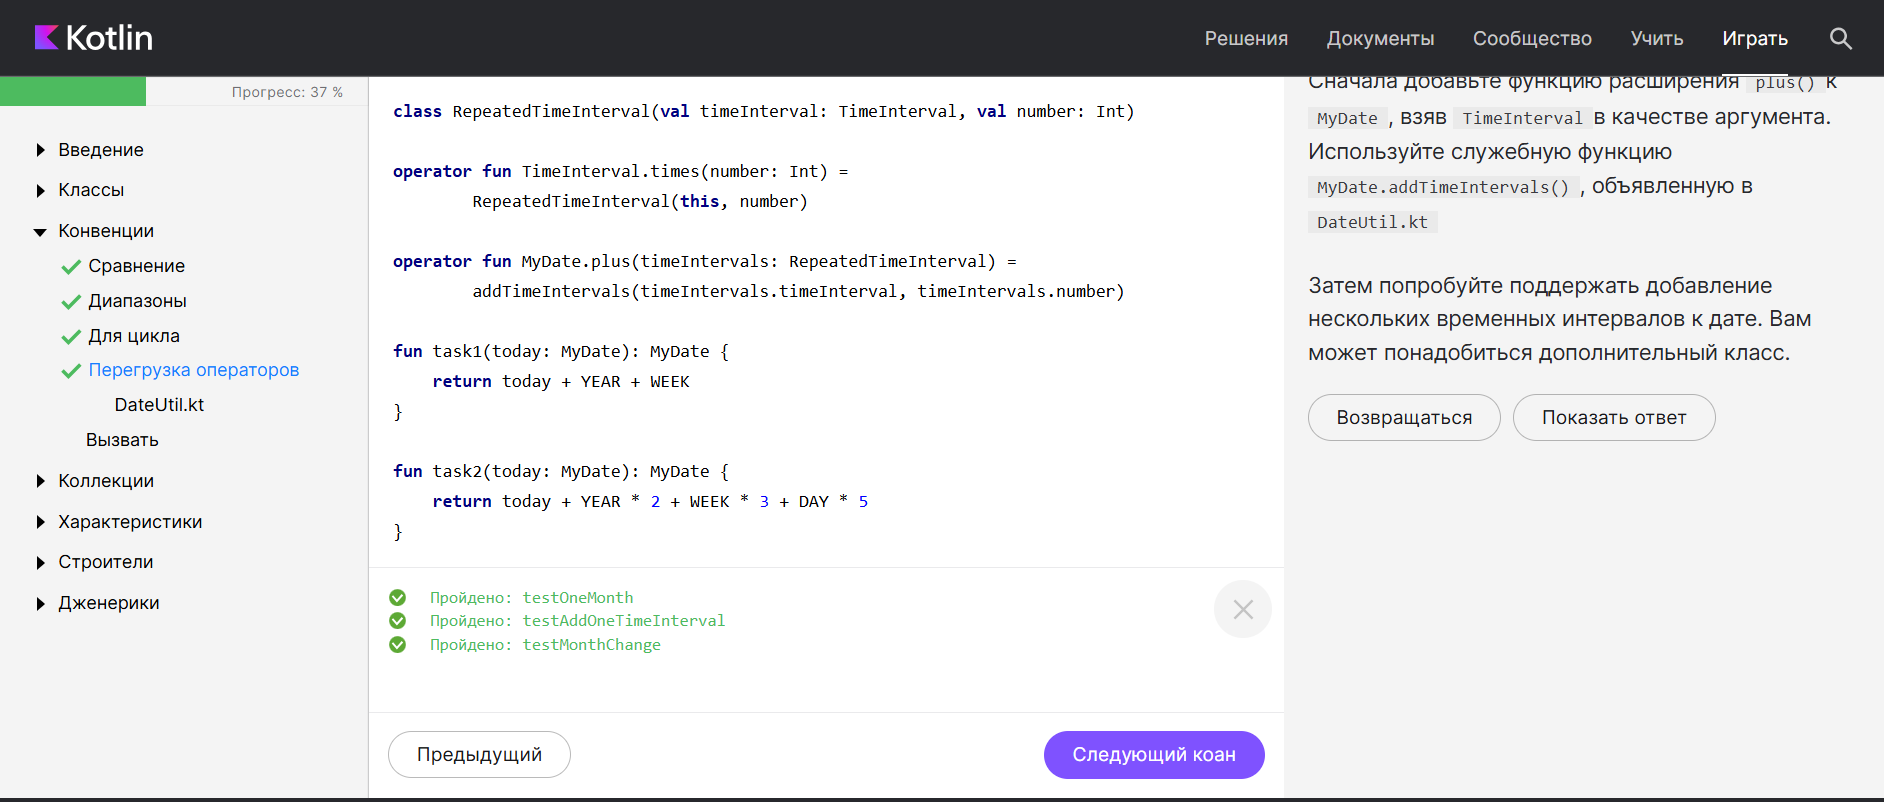 Kotlin
Решения Документы Сообщество Учить Играть
Прогресс: 37 %
Введение
Классы
Конвенции
Сравнение
Диапазоны
Для цикла
Перегрузка операторов
DateUtil.kt
Вызвать
Коллекции
Характеристики
Строители
Дженерики
class RepeatedTimeInterval(val timeInterval: TimeInterval, val number: Int)
operator fun TimeInterval.times(number: Int) =
RepeatedTimeInterval(this, number)
operator fun MyDate.plus(timeIntervals: RepeatedTimeInterval) =
addTimeIntervals(timeIntervals.timeInterval, timeIntervals.number)
fun task1(today: MyDate): MyDate {
return today + YEAR + WEEK
}
fun task2(today: MyDate): MyDate {
return today + YEAR * 2 + WEEK * 3 + DAY * 5
}
Пройдено: testOneMonth
Пройдено: testAddOneTimeInterval
Пройдено: testMonthChange
Предыдущий
Следующий коан
Сначала добавьте функцию расширения plus() к
MyDate , взяв TimeInterval в качестве аргумента.
Используйте служебную функцию
MyDate.addTimeIntervals() , объявленную в
DateUtil.kt
Затем попробуйте поддержать добавление
нескольких временных интервалов к дате. Вам
может понадобиться дополнительный класс.
Возвращаться
Показать ответ